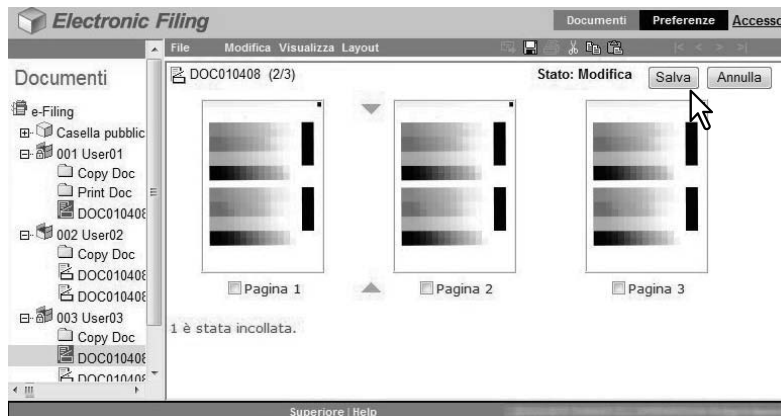 Electronic Filing
Documenti Preferenze Accesso
File Modifica Visualizza Layout
Documenti
e-Filing
Casella pubblic
001 User01
Copy Doc
Print Doc
DOC010408
002 User02
Copy Doc
DOC010408
DOC010408
003 User03
Copy Doc
DOC010408
DOC010408
DOC010408 (2/3)
Stato: Modifica Salva Annulla
Pagina 1 Pagina 2 Pagina 3
1 è stata incollata.
Superiore | Help